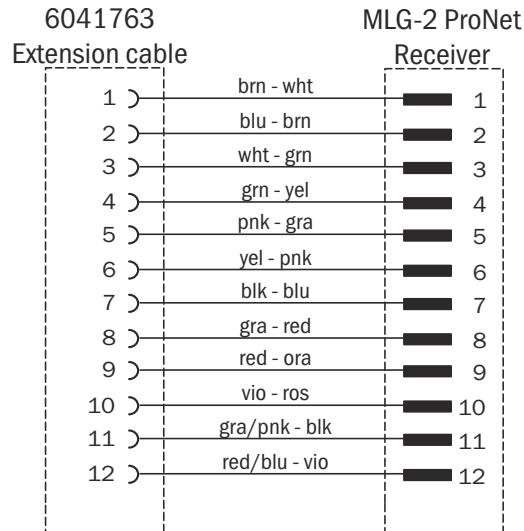 6041763 MLG-2 ProNet
Extension cable Receiver
1 brn - wht 1
2 blu - brn 2
3 wht - grn 3
4 grn - yel 4
5 pnk - gra 5
6 yel - pnk 6
7 blk - blu 7
8 gra - red 8
9 red - ora 9
10 vio - ros 10
11 gra/pnk - blk 11
12 red/blu - vio 12